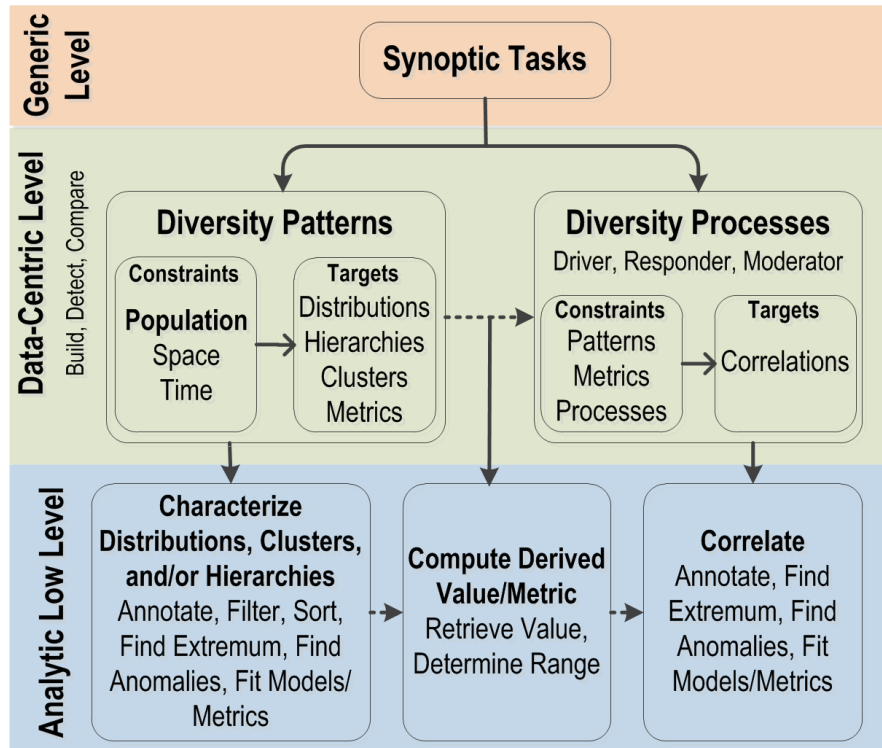 Generic
Level
Synoptic Tasks
Data-Centric Level
Build, Detect, Compare
Diversity Patterns
Constraints
Population
Space
Time
Targets
Distributions
Hierarchies
Clusters
Metrics
Diversity Processes
Driver, Responder, Moderator
Constraints
Patterns
Metrics
Processes
Targets
Correlations
Analytic Low Level
Characterize
Distributions, Clusters,
and/or Hierarchies
Annotate, Filter, Sort,
Find Extremum, Find
Anomalies, Fit Models/
Metrics
Compute Derived
Value/Metric
Retrieve Value,
Determine Range
Correlate
Annotate, Find
Extremum, Find
Anomalies, Fit
Models/Metrics